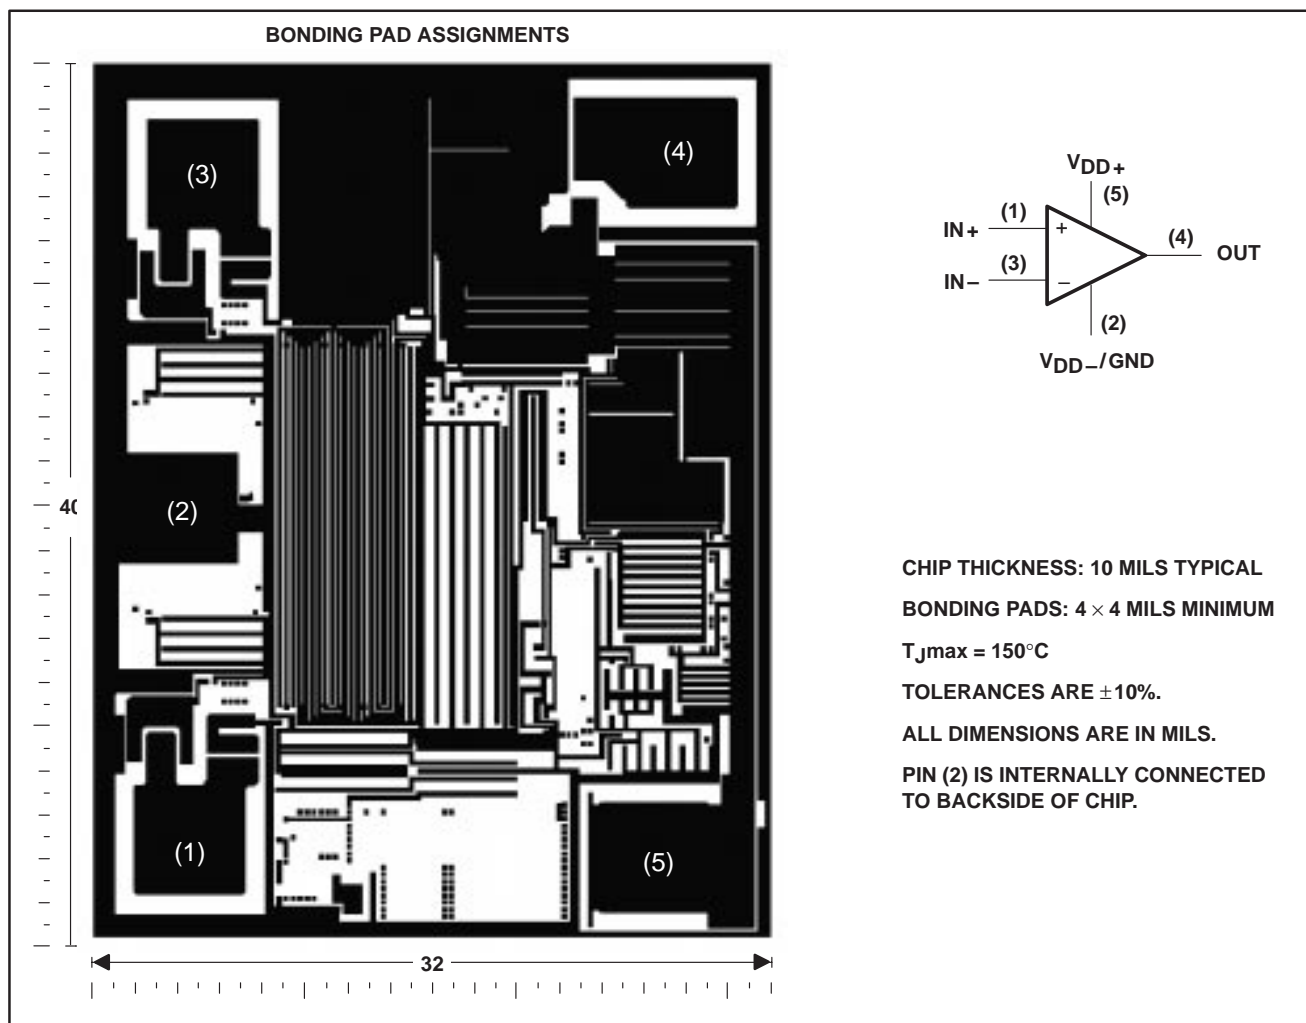 BONDING PAD ASSIGNMENTS
(3)
(4)
(2)
(1)
(5)
40
32
VDD+
(5)
(1)
IN+
+
(4)
OUT
(3)
IN−
−
(2)
VDD−/GND
CHIP THICKNESS: 10 MILS TYPICAL
BONDING PADS: 4 × 4 MILS MINIMUM
TJmax = 150°C
TOLERANCES ARE ±10%.
ALL DIMENSIONS ARE IN MILS.
PIN (2) IS INTERNALLY CONNECTED
TO BACKSIDE OF CHIP.